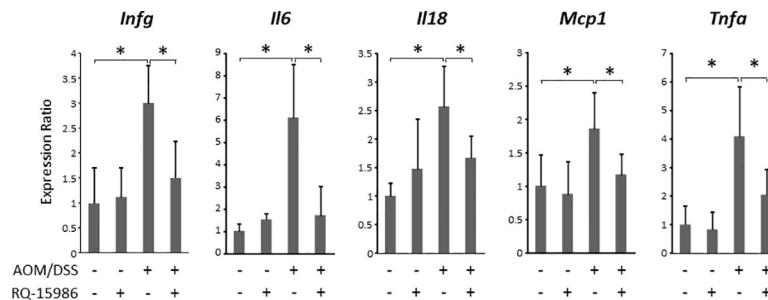 Infg Il6 Il18 Mcp1 Tnfa
* * * * * * * * * *
Expression Ratio
4 3.5 3 2.5 2 1.5 1 0.5 0
9 8 7 6 5 4 3 2 1 0
3.5 3 2.5 2 1.5 1 0.5 0
3 2.5 2 1.5 1 0.5 0
7 6 5 4 3 2 1 0
AOM/DSS - - + + - - + + - - + + - - + + - - + +
RQ-15986 - + - + - + - + - + - + - + - + - + - +